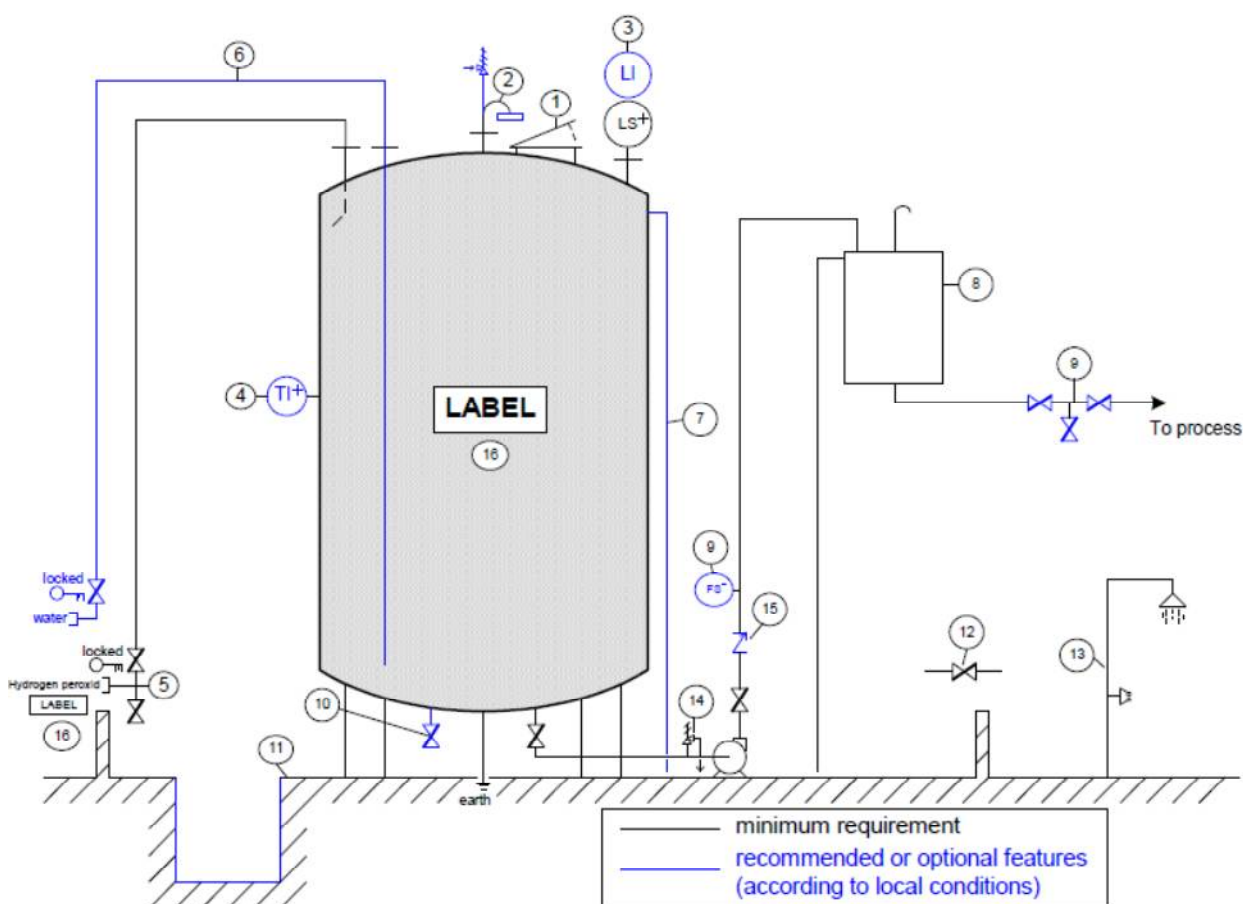 6
3
LI
2
1
LS+
8
9
To process
4
TI+
LABEL
7
16
9
FS-
15
locked
water
12
13
locked
Hydrogen peroxid
5
LABEL
16
10
14
11
earth
minimum requirement
recommended or optional features
(according to local conditions)